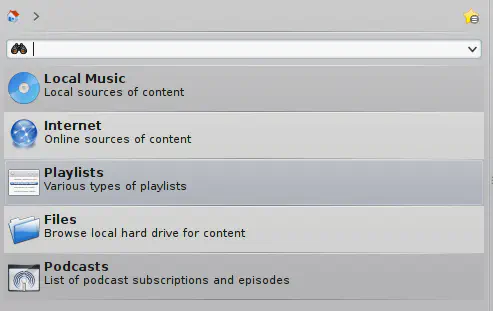 Local Music
Local sources of content
Internet
Online sources of content
Playlists
Various types of playlists
Files
Browse local hard drive for content
Podcasts
List of podcast subscriptions and episodes